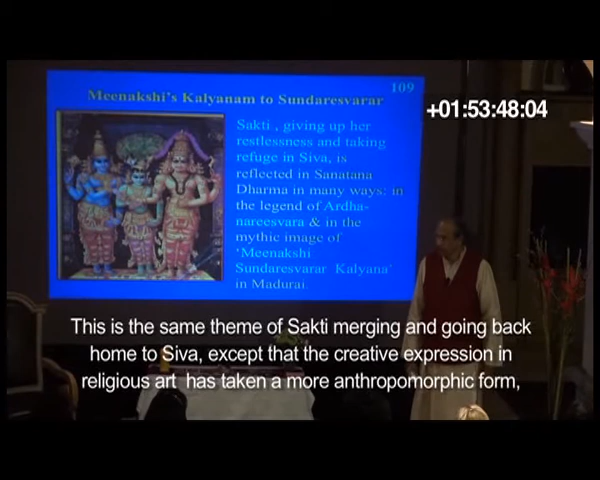 109
Meenakshi's Kalyanam to Sundaresvarar
+01:53:48:04
Sakti , giving up her
restlessness and taking
refuge in Siva, is
reflected in Sanatana
Dharma in many ways: in
the legend of Ardha-
nareesvara & in the
mythic image of
'Meenakshi
Sundaresvarar Kalyana'
in Madurai.
This is the same theme of Sakti merging and going back
home to Siva, except that the creative expression in
religious art has taken a more anthropomorphic form,